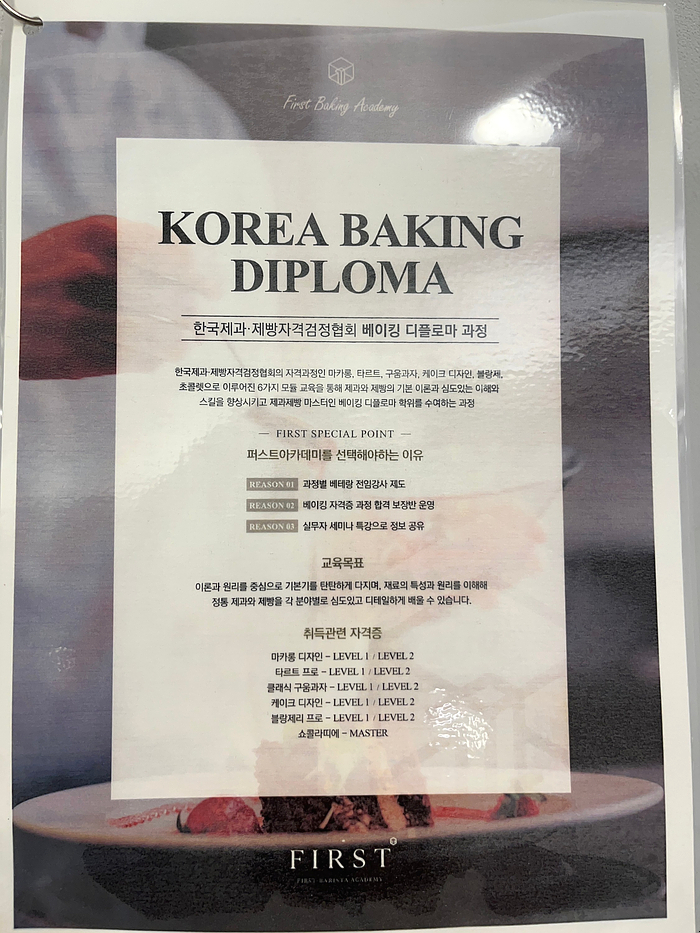 First Baking Academy
KOREA BAKING
DIPLOMA
한국제과·제빵자격검정협회 베이킹 디플로마 과정
한국제과·제빵자격검정협회의 자격과정인 마카롱, 타르트, 구움과자, 케이크 디자인, 블랑제,
초콜렛으로 이루어진 6가지 모듈 교육을 통해 제과와 제빵의 기본 이론과 심도있는 이해와
스킬을 향상시키고 제과제빵 마스터인 베이킹 디플로마 학위를 수여하는 과정
— FIRST SPECIAL POINT —
퍼스트아카데미를 선택해야하는 이유
REASON 01 과정별 베테랑 전임강사 제도
REASON 02 베이킹 자격증 과정 합격 보장반 운영
REASON 03 실무자 세미나 특강으로 정보 공유
교육목표
이론과 원리를 중심으로 기본기를 탄탄하게 다지며, 재료의 특성과 원리를 이해해
정통 제과와 제빵을 각 분야별로 심도있고 디테일하게 배울 수 있습니다.
취득관련 자격증
마카롱 디자인 - LEVEL 1 / LEVEL 2
타르트 프로 - LEVEL 1 / LEVEL 2
클래식 구움과자 - LEVEL 1 / LEVEL 2
케이크 디자인 - LEVEL 1 / LEVEL 2
블랑제리 프로 - LEVEL 1 / LEVEL 2
쇼콜라띠에 - MASTER
FIRST
FIRST BARISTA ACADEMY